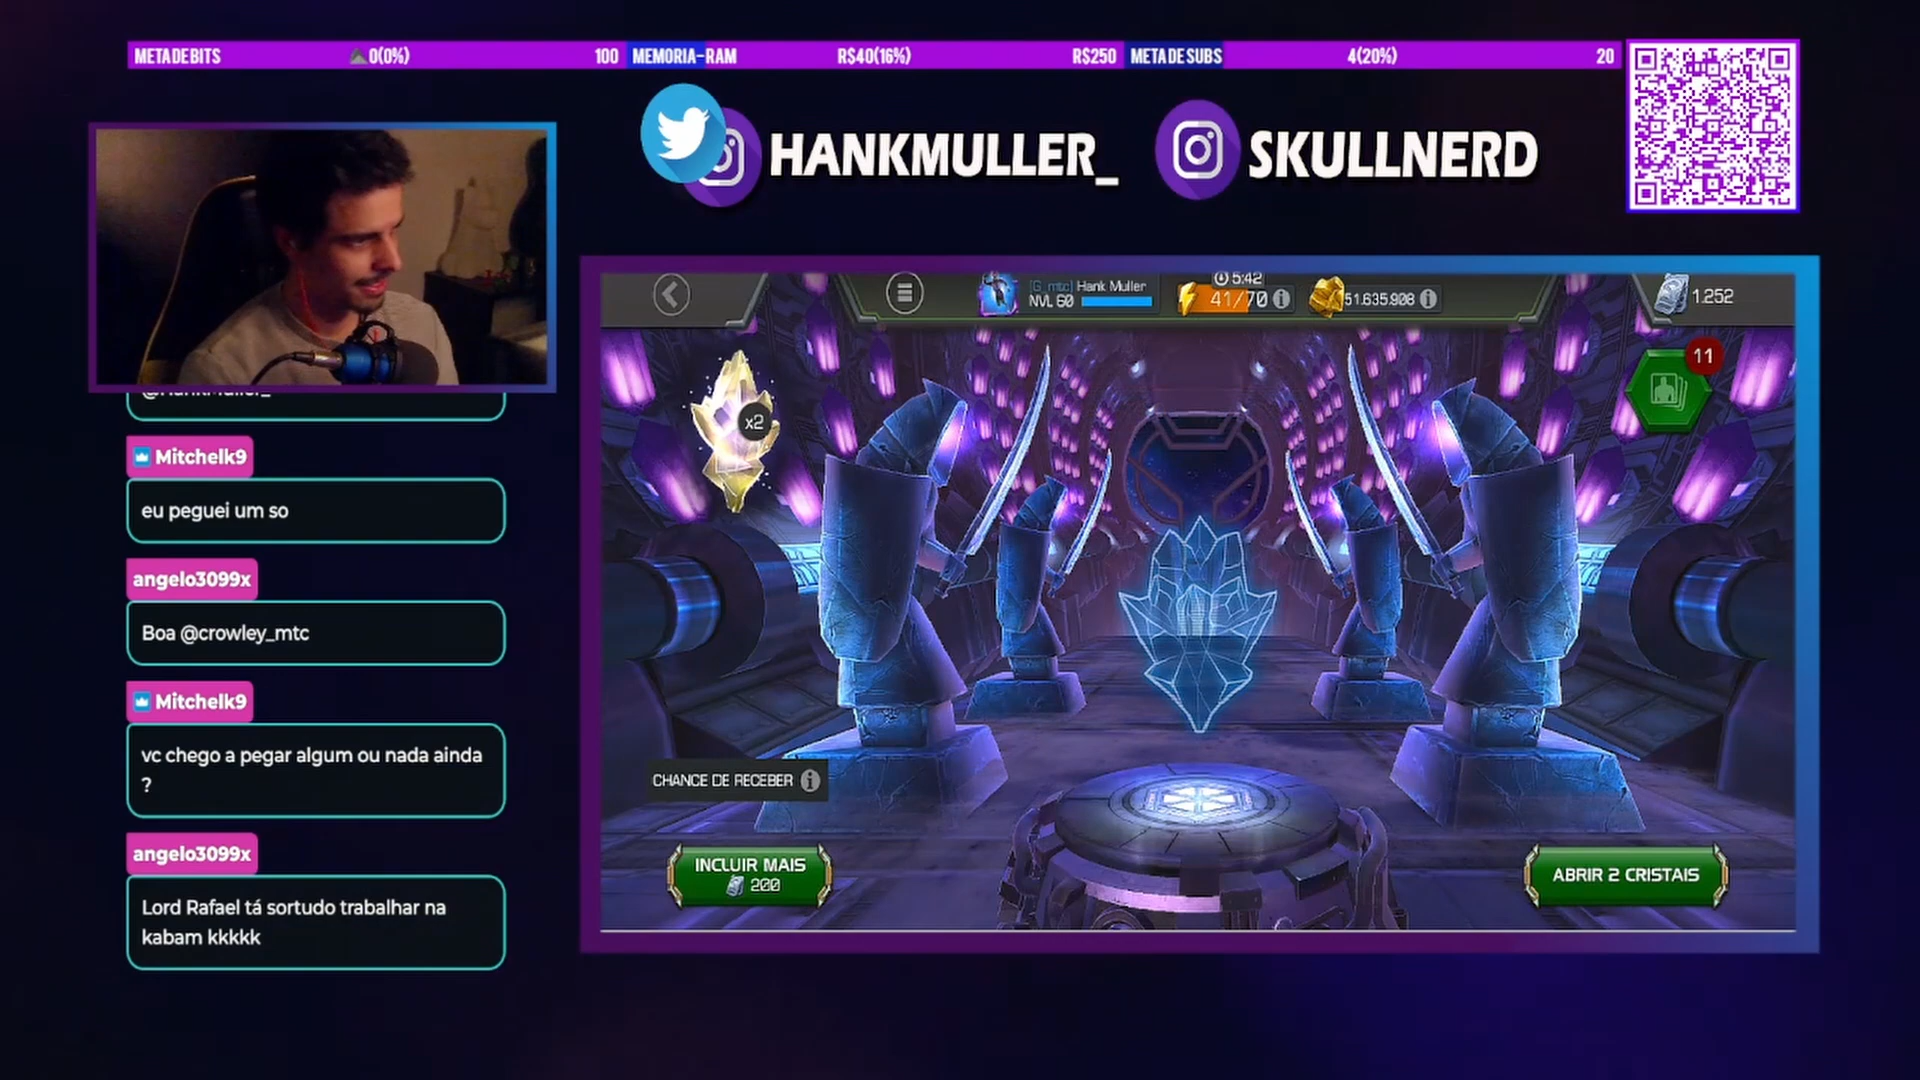 METADEBITS 0(0%) 100 MEMORIA-RAM R$40(16%) R$250 METADESUBS 4(20%) 20
HANKMULLER_ SKULLNERD
[G_mtc] Hank Muller
NVL 60
5:42
41/70
51.635.908
1.252
11
x2
Mitchelk9
eu peguei um so
angelo3099x
Boa @crowley_mtc
Mitchelk9
vc chego a pegar algum ou nada ainda
?
angelo3099x
Lord Rafael tá sortudo trabalhar na
kabam kkkkk
CHANCE DE RECEBER
INCLUIR MAIS
200
ABRIR 2 CRISTAIS